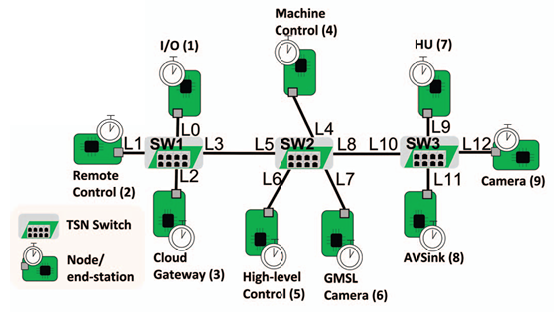 Machine
Control (4)
I/O (1)
HU (7)
L0
L4
L9
L1
SW1
L3
L5
SW2
L8
L10
SW3
L12
Remote
Control (2)
L2
L6
L7
L11
Camera (9)
TSN Switch
Node/
end-station
Cloud
Gateway (3)
High-level
Control (5)
GMSL
Camera (6)
AVSink (8)